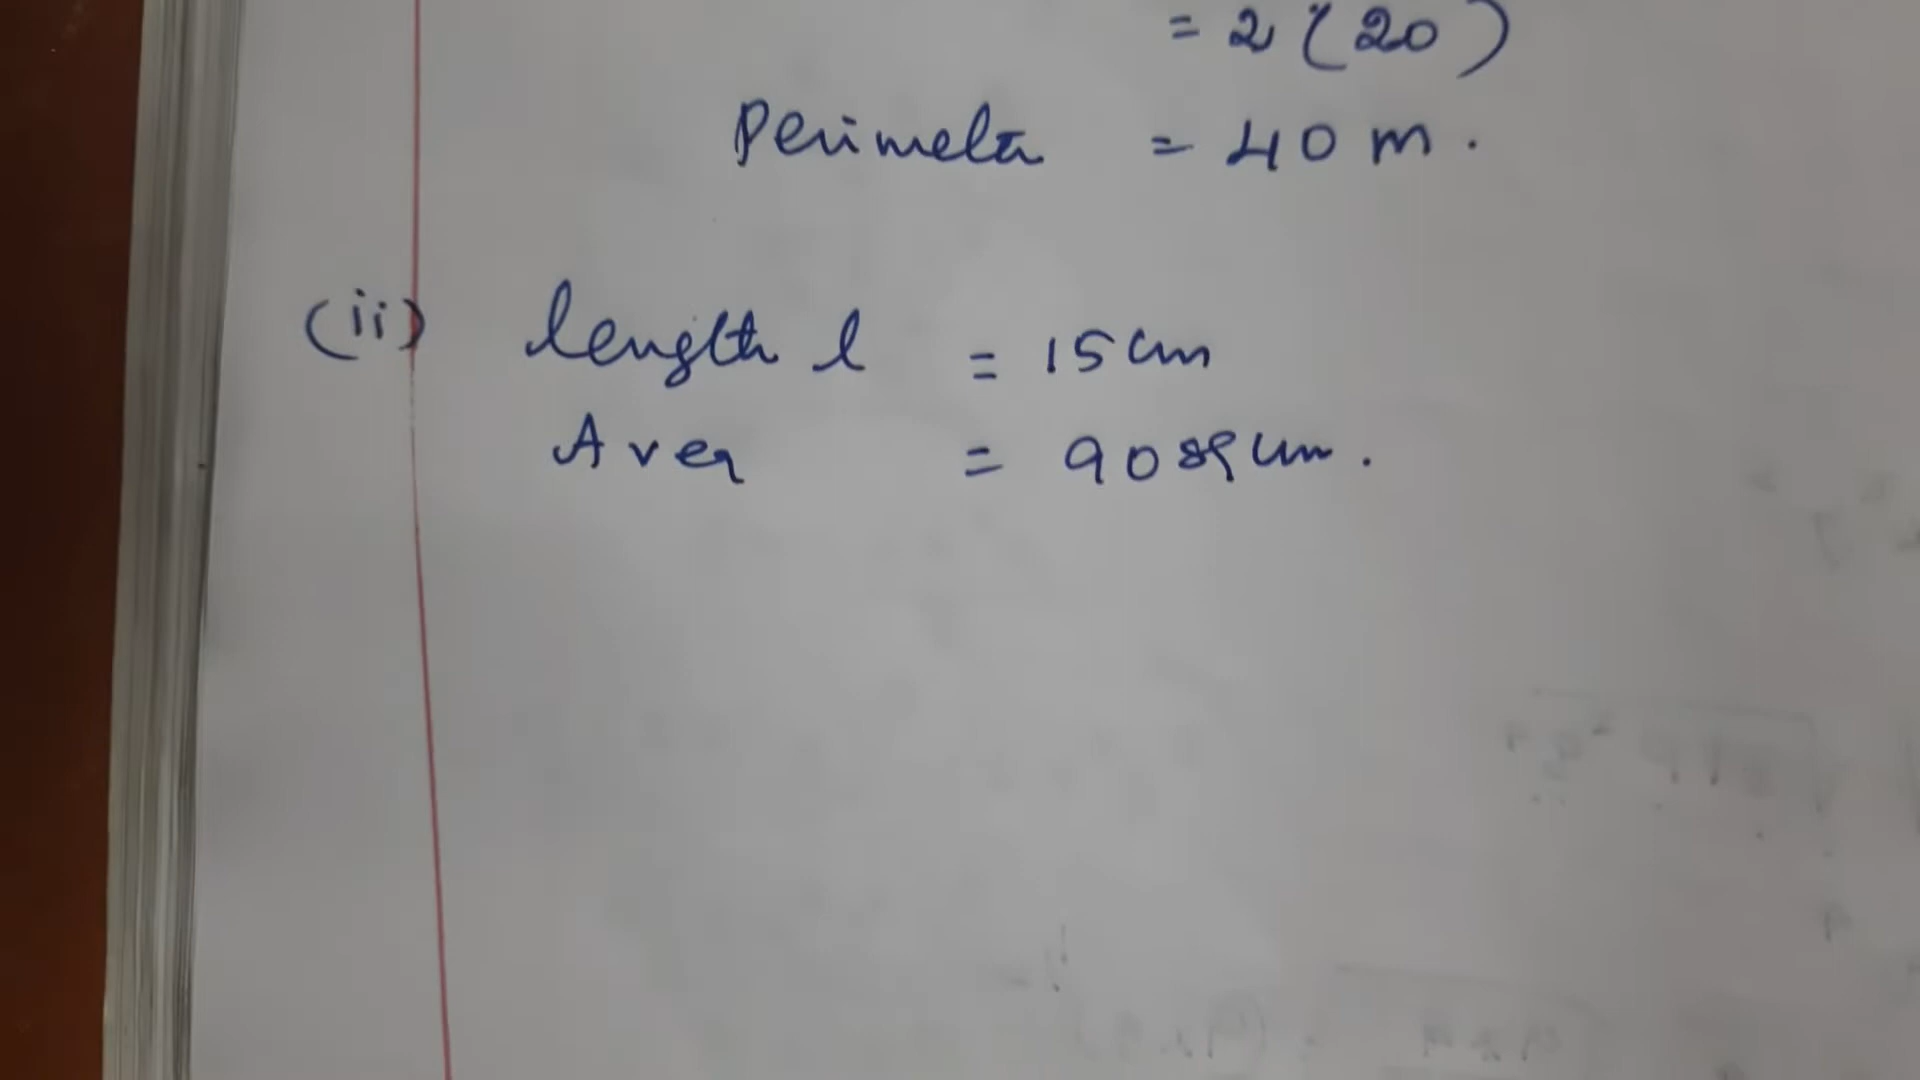 = 2 (20)
Perimeter = 40 m.
(ii) length l = 15 cm
Area = 90 sq cm.